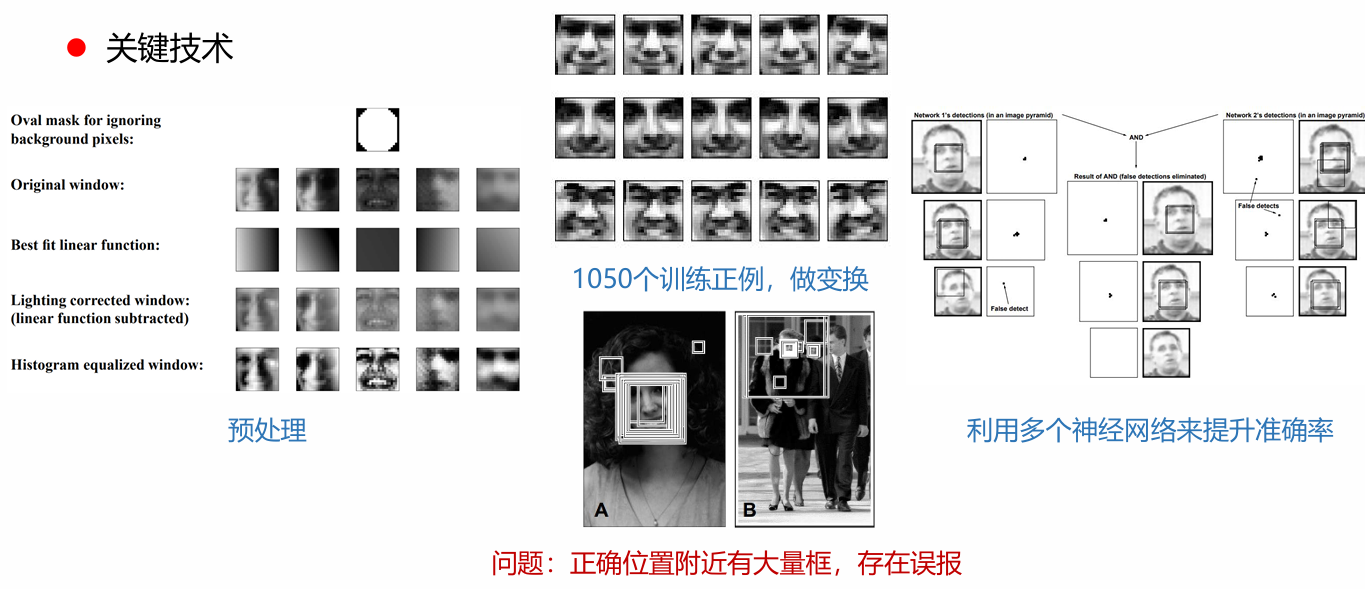 关键技术
Oval mask for ignoring
background pixels:
Original window:
Best fit linear function:
Lighting corrected window:
(linear function subtracted)
Histogram equalized window:
预处理
1050个训练正例，做变换
A
B
问题：正确位置附近有大量框，存在误报
Network 1's detections (in an image pyramid)
Network 2's detections (in an image pyramid)
AND
Result of AND (false detections eliminated)
False detects
False detect
利用多个神经网络来提升准确率